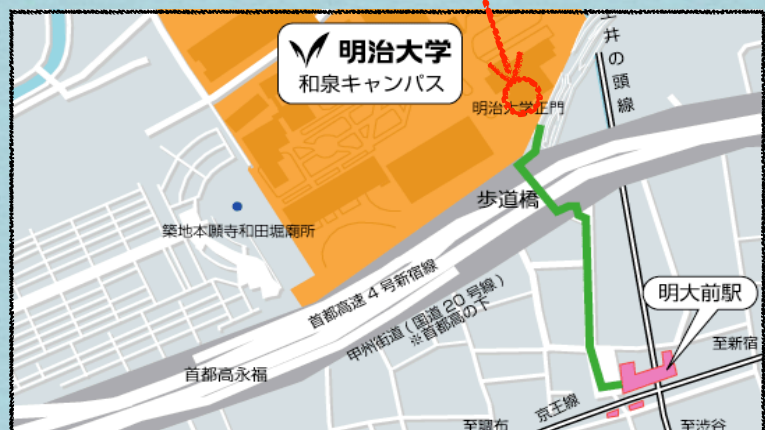 明治大学
和泉キャンパス
井の頭線
明治大学正門
歩道橋
築地本願寺和田堀廟所
首都高速4号新宿線
甲州街道(国道20号線)
※首都高の下
明大前駅
至新宿
首都高永福
京王線
至調布
至渋谷